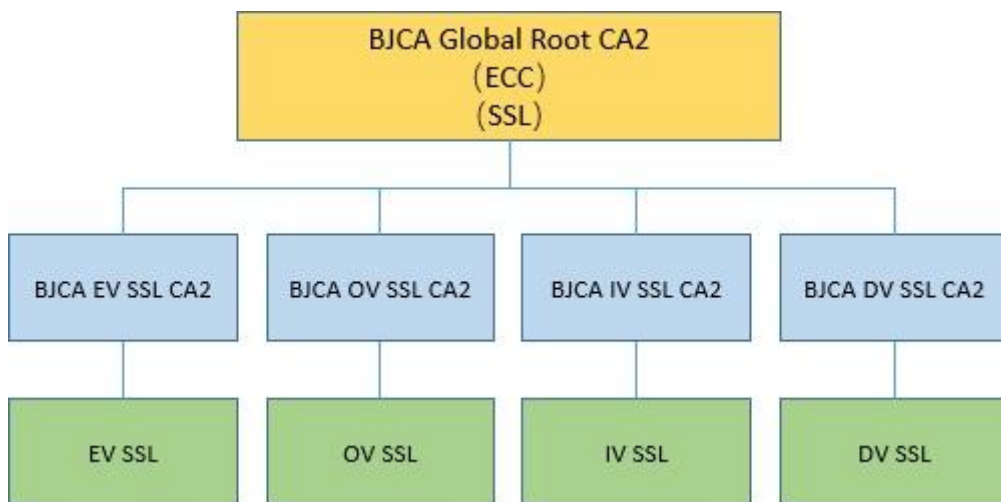 BJCA Global Root CA2
(ECC)
(SSL)
BJCA EV SSL CA2
BJCA OV SSL CA2
BJCA IV SSL CA2
BJCA DV SSL CA2
EV SSL
OV SSL
IV SSL
DV SSL